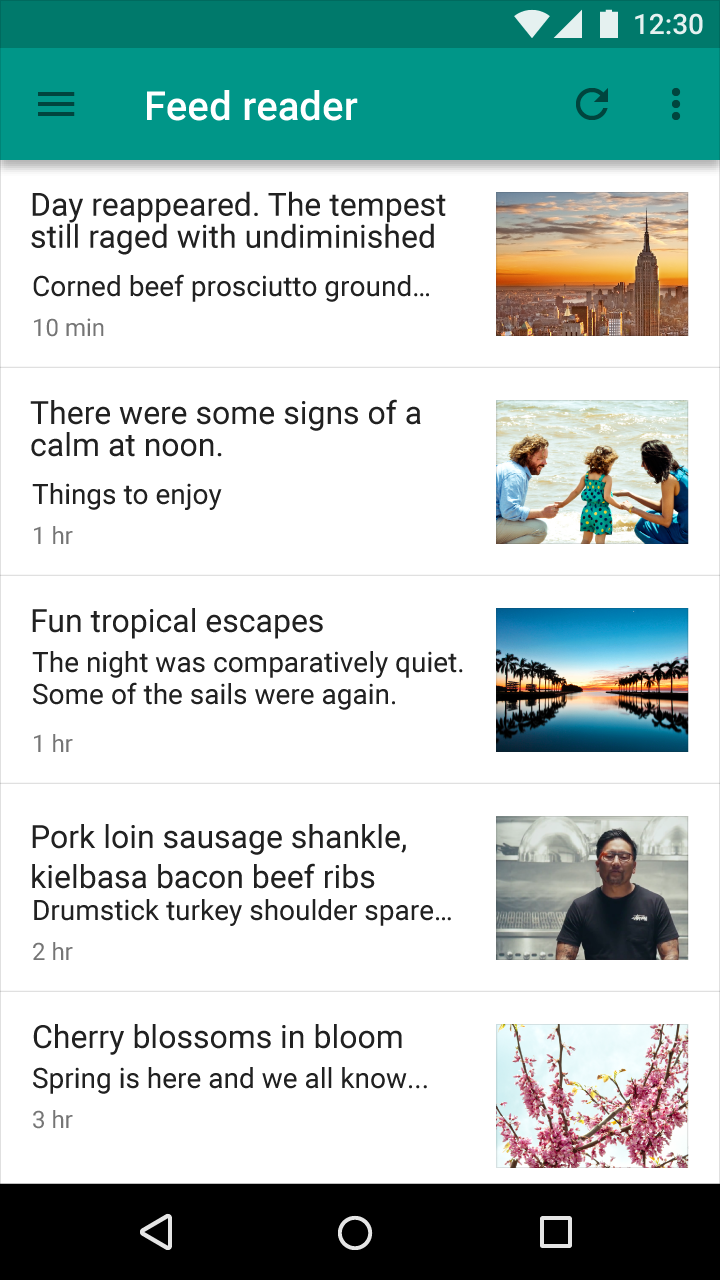 12:30
Feed reader
Day reappeared. The tempest
still raged with undiminished
Corned beef prosciutto ground...
10 min
There were some signs of a
calm at noon.
Things to enjoy
1 hr
Fun tropical escapes
The night was comparatively quiet.
Some of the sails were again.
1 hr
Pork loin sausage shankle,
kielbasa bacon beef ribs
Drumstick turkey shoulder spare...
2 hr
Cherry blossoms in bloom
Spring is here and we all know...
3 hr